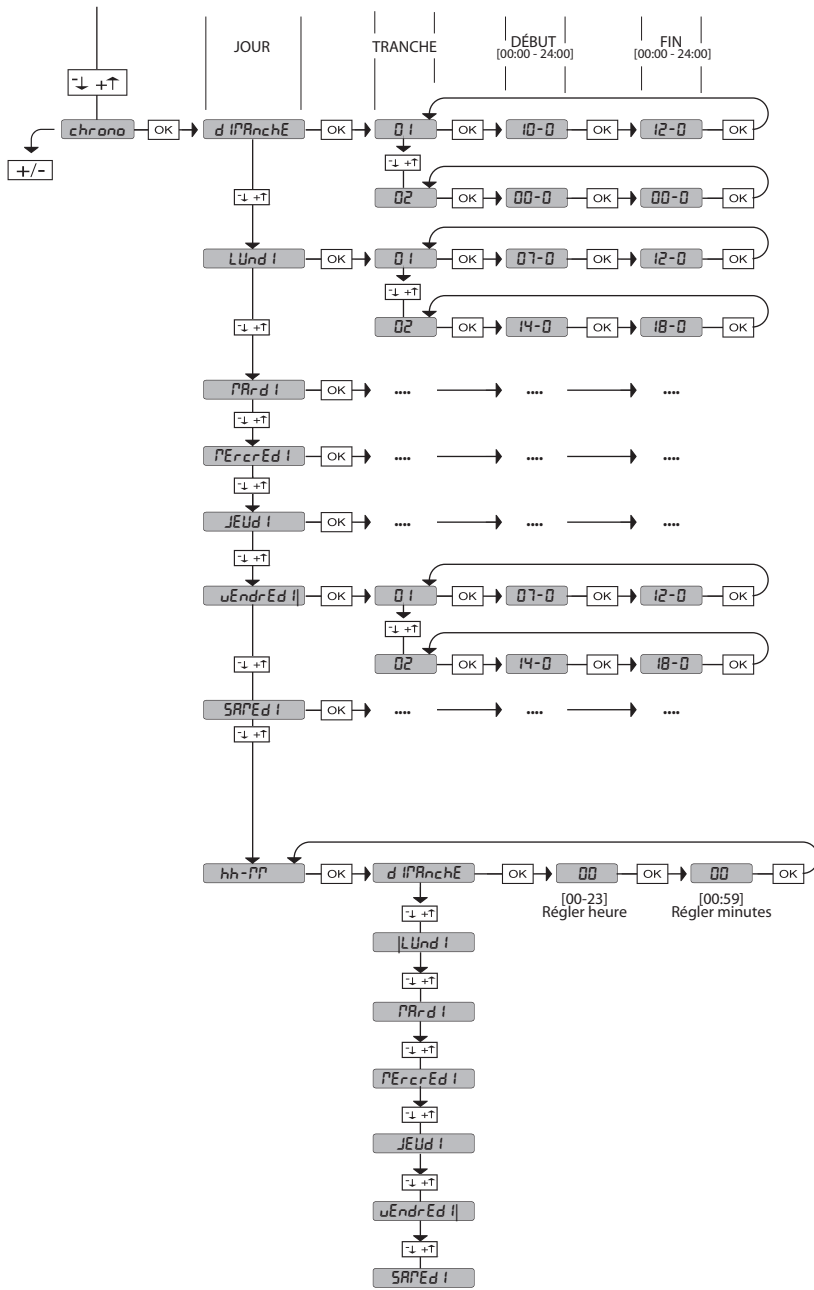 JOUR TRANCHE DÉBUT FIN
[00:00 - 24:00] [00:00 - 24:00]
-↓ +↑
chrono OK dIMAnchE OK 01 OK 10-0 OK 12-0 OK
+/-
-↓ +↑
-↓ +↑ 02 OK 00-0 OK 00-0 OK
LUndI OK 01 OK 07-0 OK 12-0 OK
-↓ +↑
-↓ +↑ 02 OK 14-0 OK 18-0 OK
MArdI OK .... .... ....
-↓ +↑
MErcrEdI OK .... .... ....
-↓ +↑
JEUdI OK .... .... ....
-↓ +↑
vEndrEdI OK 01 OK 07-0 OK 12-0 OK
-↓ +↑
-↓ +↑ 02 OK 14-0 OK 18-0 OK
SAMEdI OK .... .... ....
-↓ +↑
hh-MM OK dIMAnchE OK 00 OK 00 OK
[00-23] [00:59]
Régler heure Régler minutes
-↓ +↑
LUndI
-↓ +↑
MArdI
-↓ +↑
MErcrEdI
-↓ +↑
JEUdI
-↓ +↑
vEndrEdI
-↓ +↑
SAMEdI